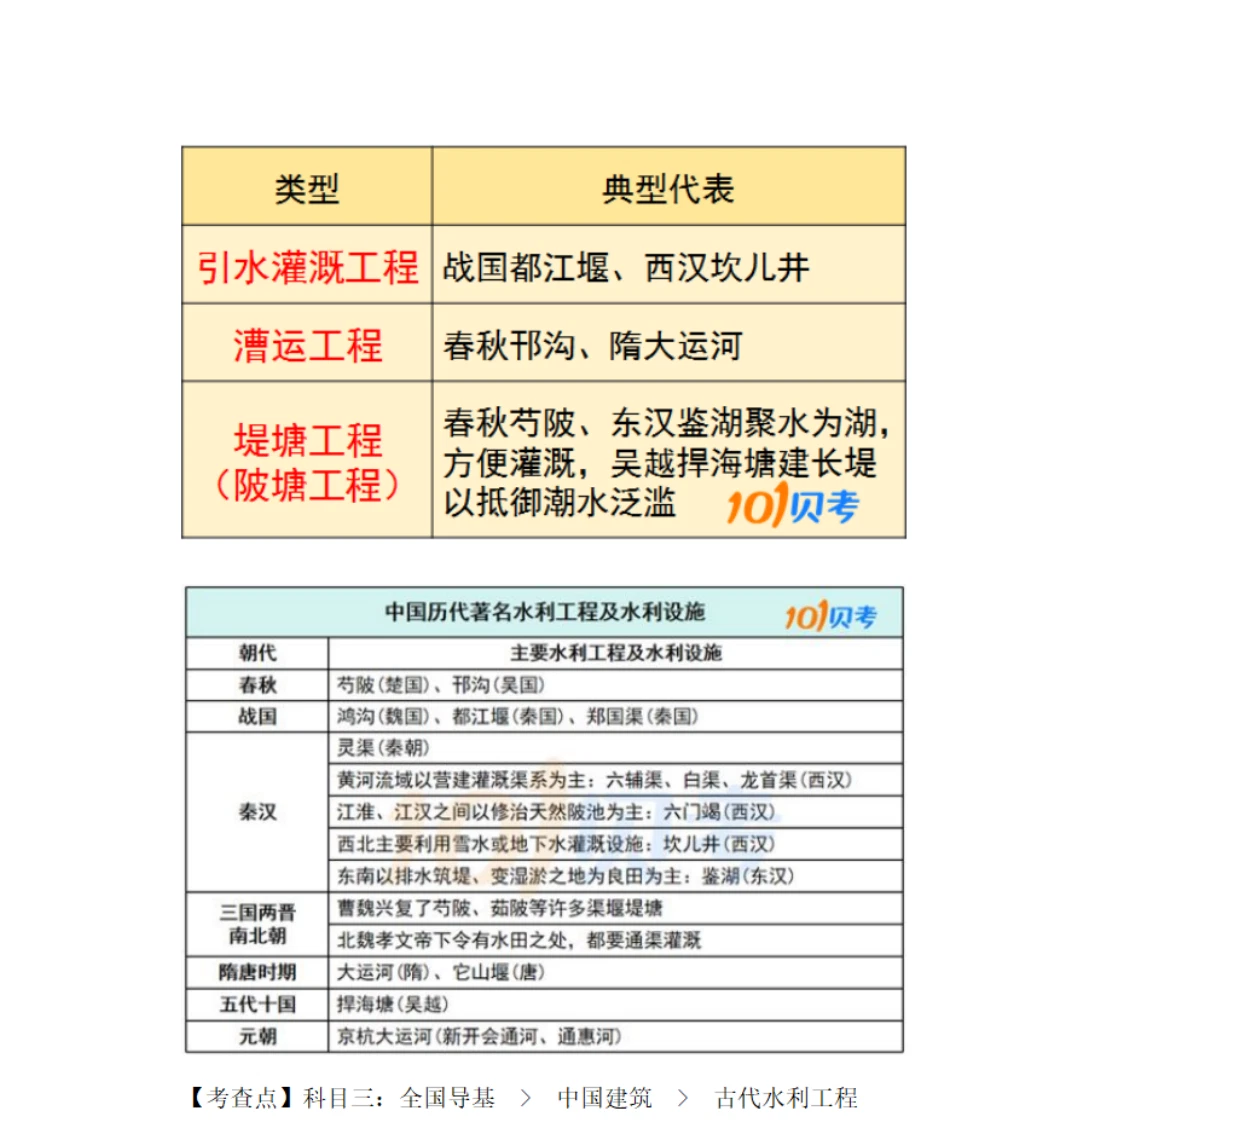 类型 典型代表
引水灌溉工程 战国都江堰、西汉坎儿井
漕运工程 春秋邗沟、隋大运河
堤塘工程
（陂塘工程）
春秋芍陂、东汉鉴湖聚水为湖，
方便灌溉，吴越捍海塘建长堤
以抵御潮水泛滥
101贝考
中国历代著名水利工程及水利设施 101贝考
朝代 主要水利工程及水利设施
春秋 芍陂(楚国)、邗沟(吴国)
战国 鸿沟(魏国)、都江堰(秦国)、郑国渠(秦国)
秦汉
灵渠(秦朝)
黄河流域以营建灌溉渠系为主：六辅渠、白渠、龙首渠(西汉)
江淮、江汉之间以修治天然陂池为主：六门竭(西汉)
西北主要利用雪水或地下水灌溉设施：坎儿井(西汉)
东南以排水筑堤、变湿淤之地为良田为主：鉴湖(东汉)
三国两晋
南北朝
曹魏兴复了芍陂、茹陂等许多渠堰堤塘
北魏孝文帝下令有水田之处，都要通渠灌溉
隋唐时期 大运河(隋)、它山堰(唐)
五代十国 捍海塘(吴越)
元朝 京杭大运河(新开会通河、通惠河)
【考查点】科目三：全国导基 > 中国建筑 > 古代水利工程